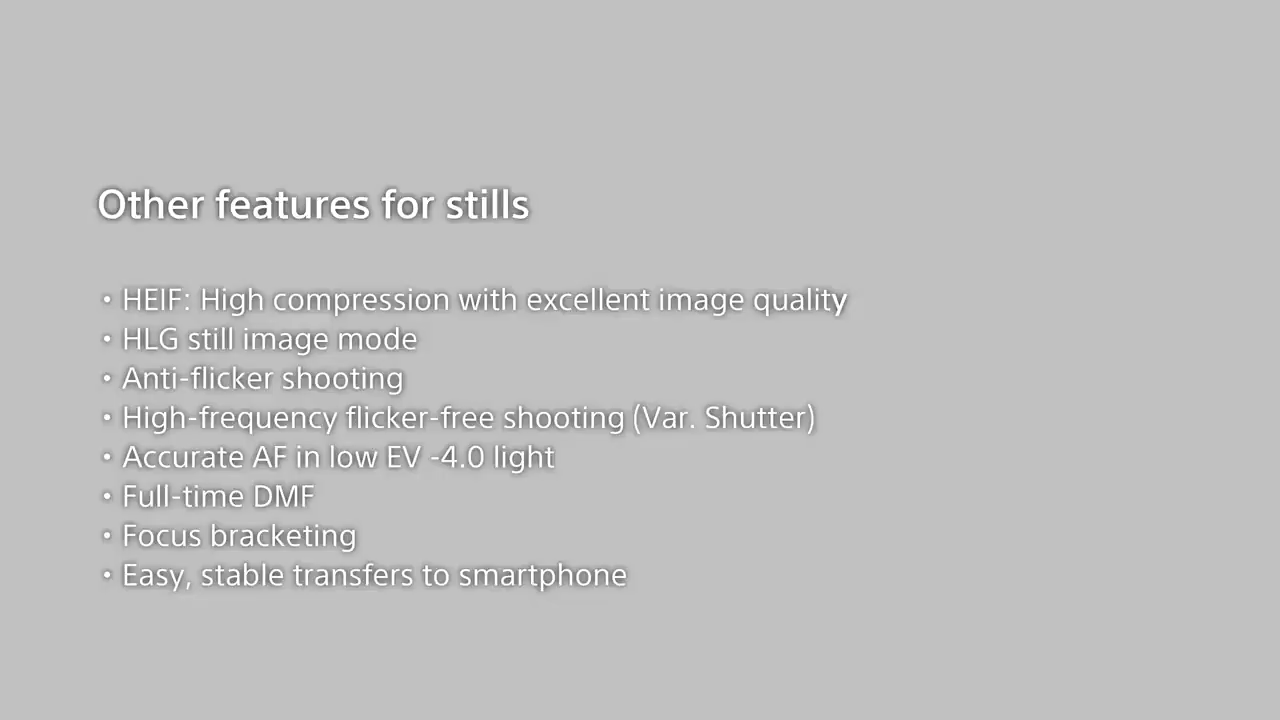 Other features for stills
・HEIF: High compression with excellent image quality
・HLG still image mode
・Anti-flicker shooting
・High-frequency flicker-free shooting (Var. Shutter)
・Accurate AF in low EV -4.0 light
・Full-time DMF
・Focus bracketing
・Easy, stable transfers to smartphone